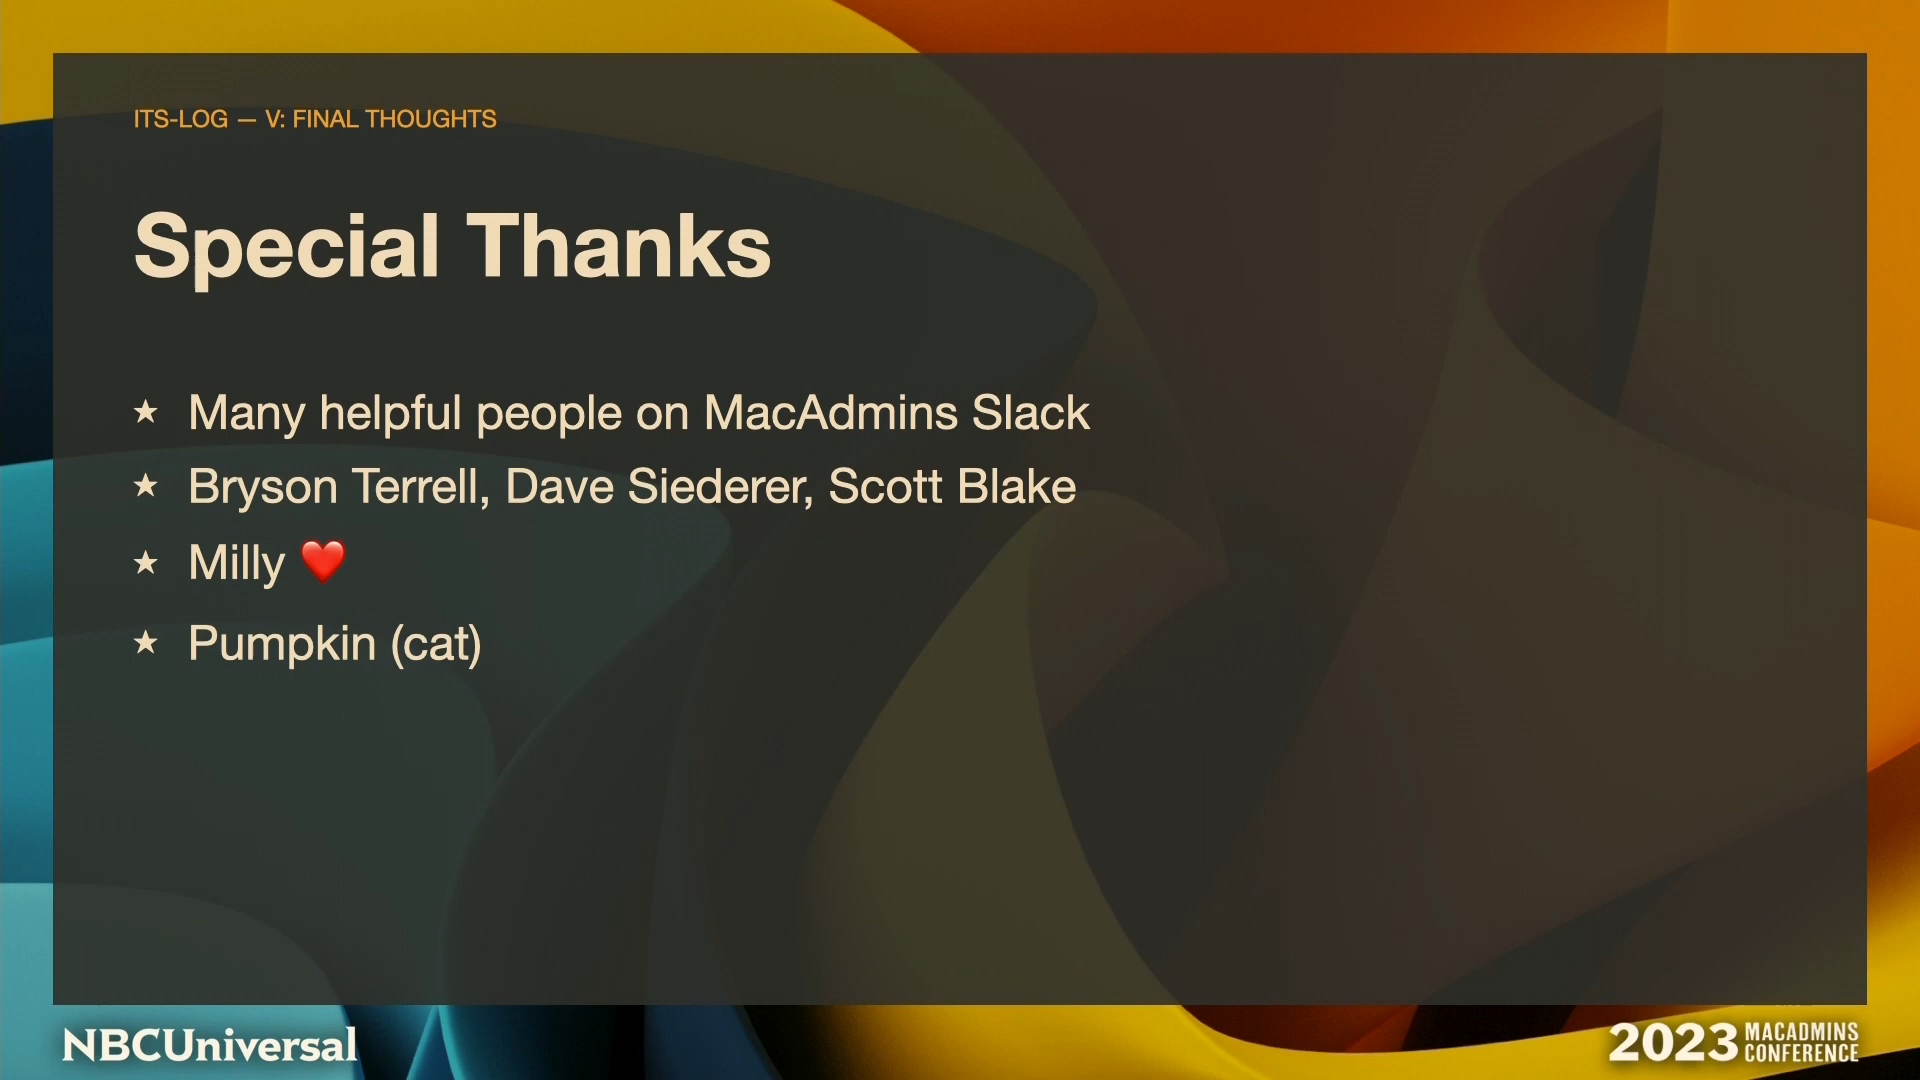 ITS-LOG — V: FINAL THOUGHTS
Special Thanks
★ Many helpful people on MacAdmins Slack
★ Bryson Terrell, Dave Siederer, Scott Blake
★ Milly ❤️
★ Pumpkin (cat)
NBCUniversal
2023 MACADMINS
CONFERENCE